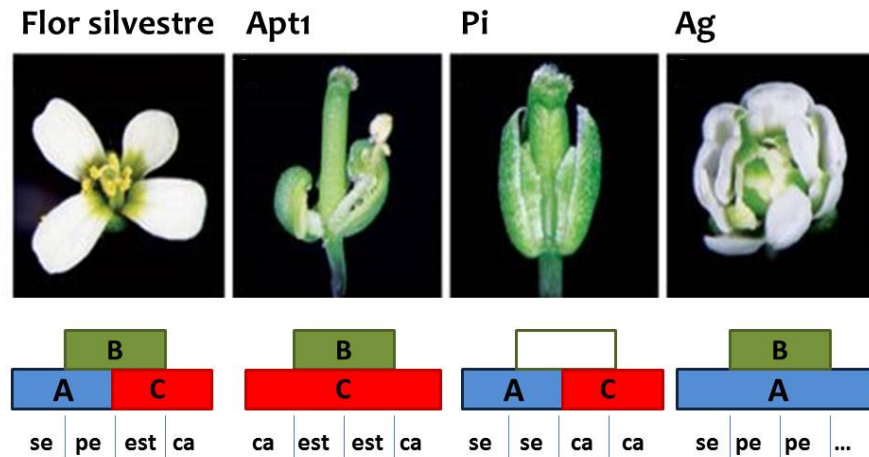 Flor silvestre Apt1 Pi Ag
B B B
A C C A C A
se pe est ca ca est est ca se se ca ca se pe pe ...